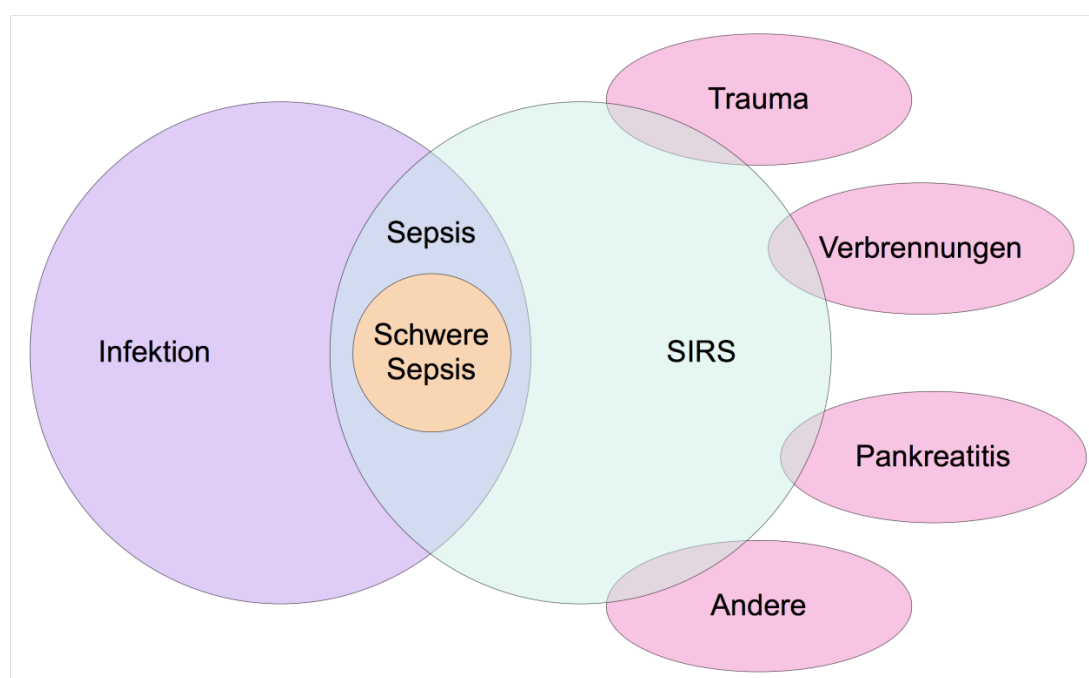 Trauma
Verbrennungen
Sepsis
Schwere
Sepsis
Infektion
SIRS
Pankreatitis
Andere